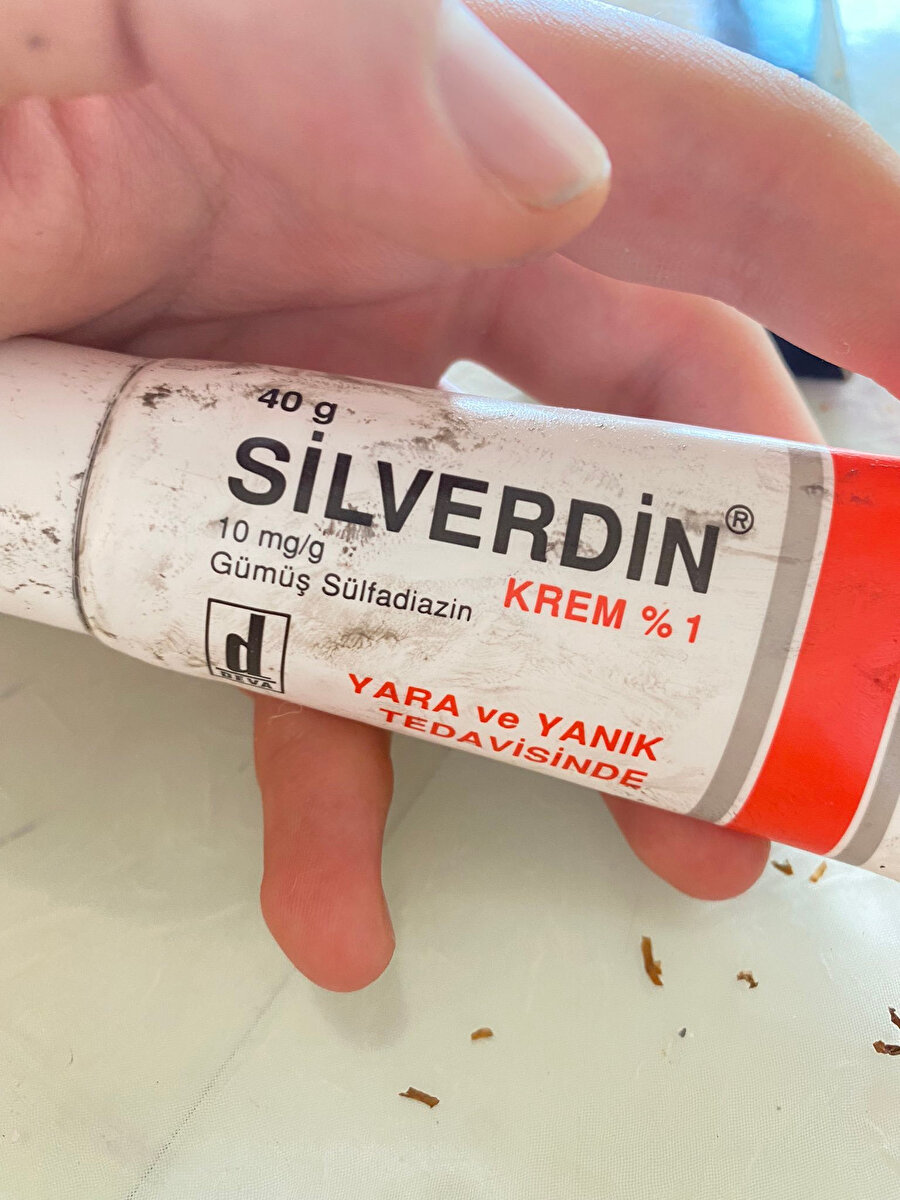 40 g
SİLVERDİN®
10 mg/g
Gümüş Sülfadiazin
KREM % 1
d
DEVA
YARA ve YANIK
TEDAVİSİNDE